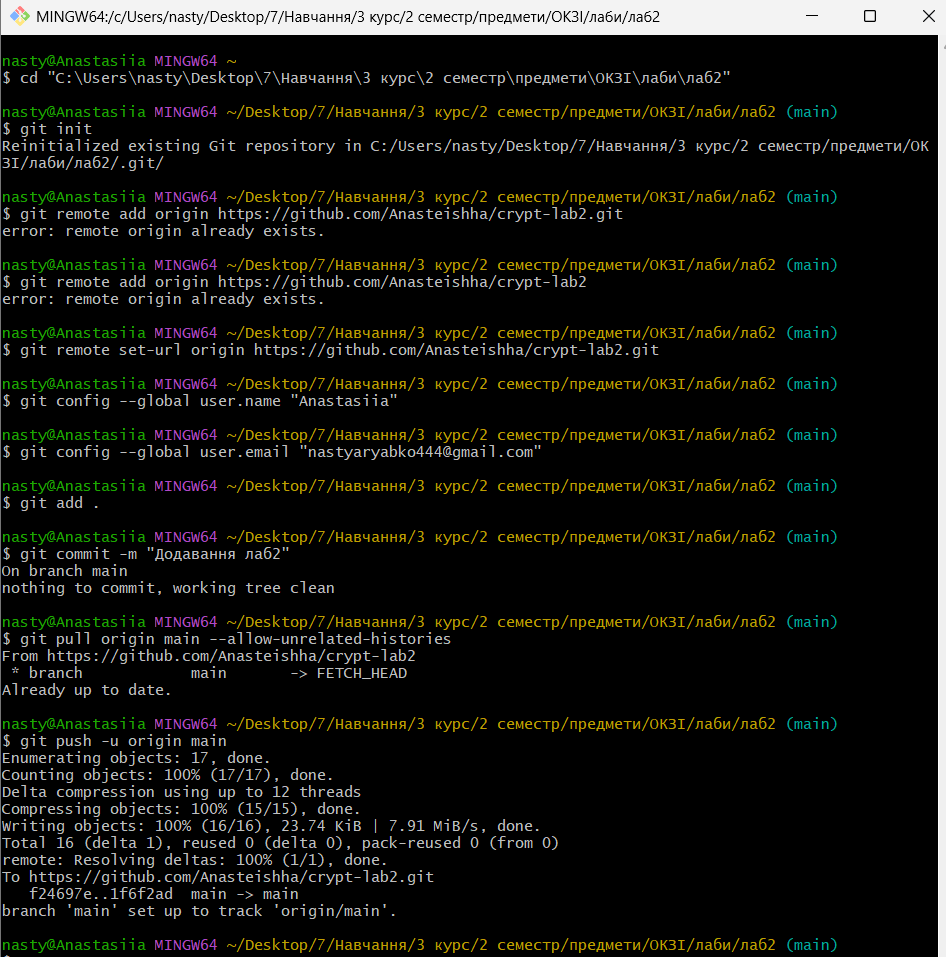 MINGW64:/c/Users/nasty/Desktop/7/Навчання/3 курс/2 семестр/предмети/ОКЗІ/лаби/лаб2
nasty@Anastasiia MINGW64 ~
$ cd "C:\Users\nasty\Desktop\7\Навчання\3 курс\2 семестр\предмети\ОКЗІ\лаби\лаб2"
nasty@Anastasiia MINGW64 ~/Desktop/7/Навчання/3 курс/2 семестр/предмети/ОКЗІ/лаби/лаб2 (main)
$ git init
Reinitialized existing Git repository in C:/Users/nasty/Desktop/7/Навчання/3 курс/2 семестр/предмети/ОК
ЗІ/лаби/лаб2/.git/
nasty@Anastasiia MINGW64 ~/Desktop/7/Навчання/3 курс/2 семестр/предмети/ОКЗІ/лаби/лаб2 (main)
$ git remote add origin https://github.com/Anasteishha/crypt-lab2.git
error: remote origin already exists.
nasty@Anastasiia MINGW64 ~/Desktop/7/Навчання/3 курс/2 семестр/предмети/ОКЗІ/лаби/лаб2 (main)
$ git remote add origin https://github.com/Anasteishha/crypt-lab2
error: remote origin already exists.
nasty@Anastasiia MINGW64 ~/Desktop/7/Навчання/3 курс/2 семестр/предмети/ОКЗІ/лаби/лаб2 (main)
$ git remote set-url origin https://github.com/Anasteishha/crypt-lab2.git
nasty@Anastasiia MINGW64 ~/Desktop/7/Навчання/3 курс/2 семестр/предмети/ОКЗІ/лаби/лаб2 (main)
$ git config --global user.name "Anastasiia"
nasty@Anastasiia MINGW64 ~/Desktop/7/Навчання/3 курс/2 семестр/предмети/ОКЗІ/лаби/лаб2 (main)
$ git config --global user.email "nastyaryabko444@gmail.com"
nasty@Anastasiia MINGW64 ~/Desktop/7/Навчання/3 курс/2 семестр/предмети/ОКЗІ/лаби/лаб2 (main)
$ git add .
nasty@Anastasiia MINGW64 ~/Desktop/7/Навчання/3 курс/2 семестр/предмети/ОКЗІ/лаби/лаб2 (main)
$ git commit -m "Додавання лаб2"
On branch main
nothing to commit, working tree clean
nasty@Anastasiia MINGW64 ~/Desktop/7/Навчання/3 курс/2 семестр/предмети/ОКЗІ/лаби/лаб2 (main)
$ git pull origin main --allow-unrelated-histories
From https://github.com/Anasteishha/crypt-lab2
 * branch            main       -> FETCH_HEAD
Already up to date.
nasty@Anastasiia MINGW64 ~/Desktop/7/Навчання/3 курс/2 семестр/предмети/ОКЗІ/лаби/лаб2 (main)
$ git push -u origin main
Enumerating objects: 17, done.
Counting objects: 100% (17/17), done.
Delta compression using up to 12 threads
Compressing objects: 100% (15/15), done.
Writing objects: 100% (16/16), 23.74 KiB | 7.91 MiB/s, done.
Total 16 (delta 1), reused 0 (delta 0), pack-reused 0 (from 0)
remote: Resolving deltas: 100% (1/1), done.
To https://github.com/Anasteishha/crypt-lab2.git
   f24697e..1f6f2ad  main -> main
branch 'main' set up to track 'origin/main'.
nasty@Anastasiia MINGW64 ~/Desktop/7/Навчання/3 курс/2 семестр/предмети/ОКЗІ/лаби/лаб2 (main)